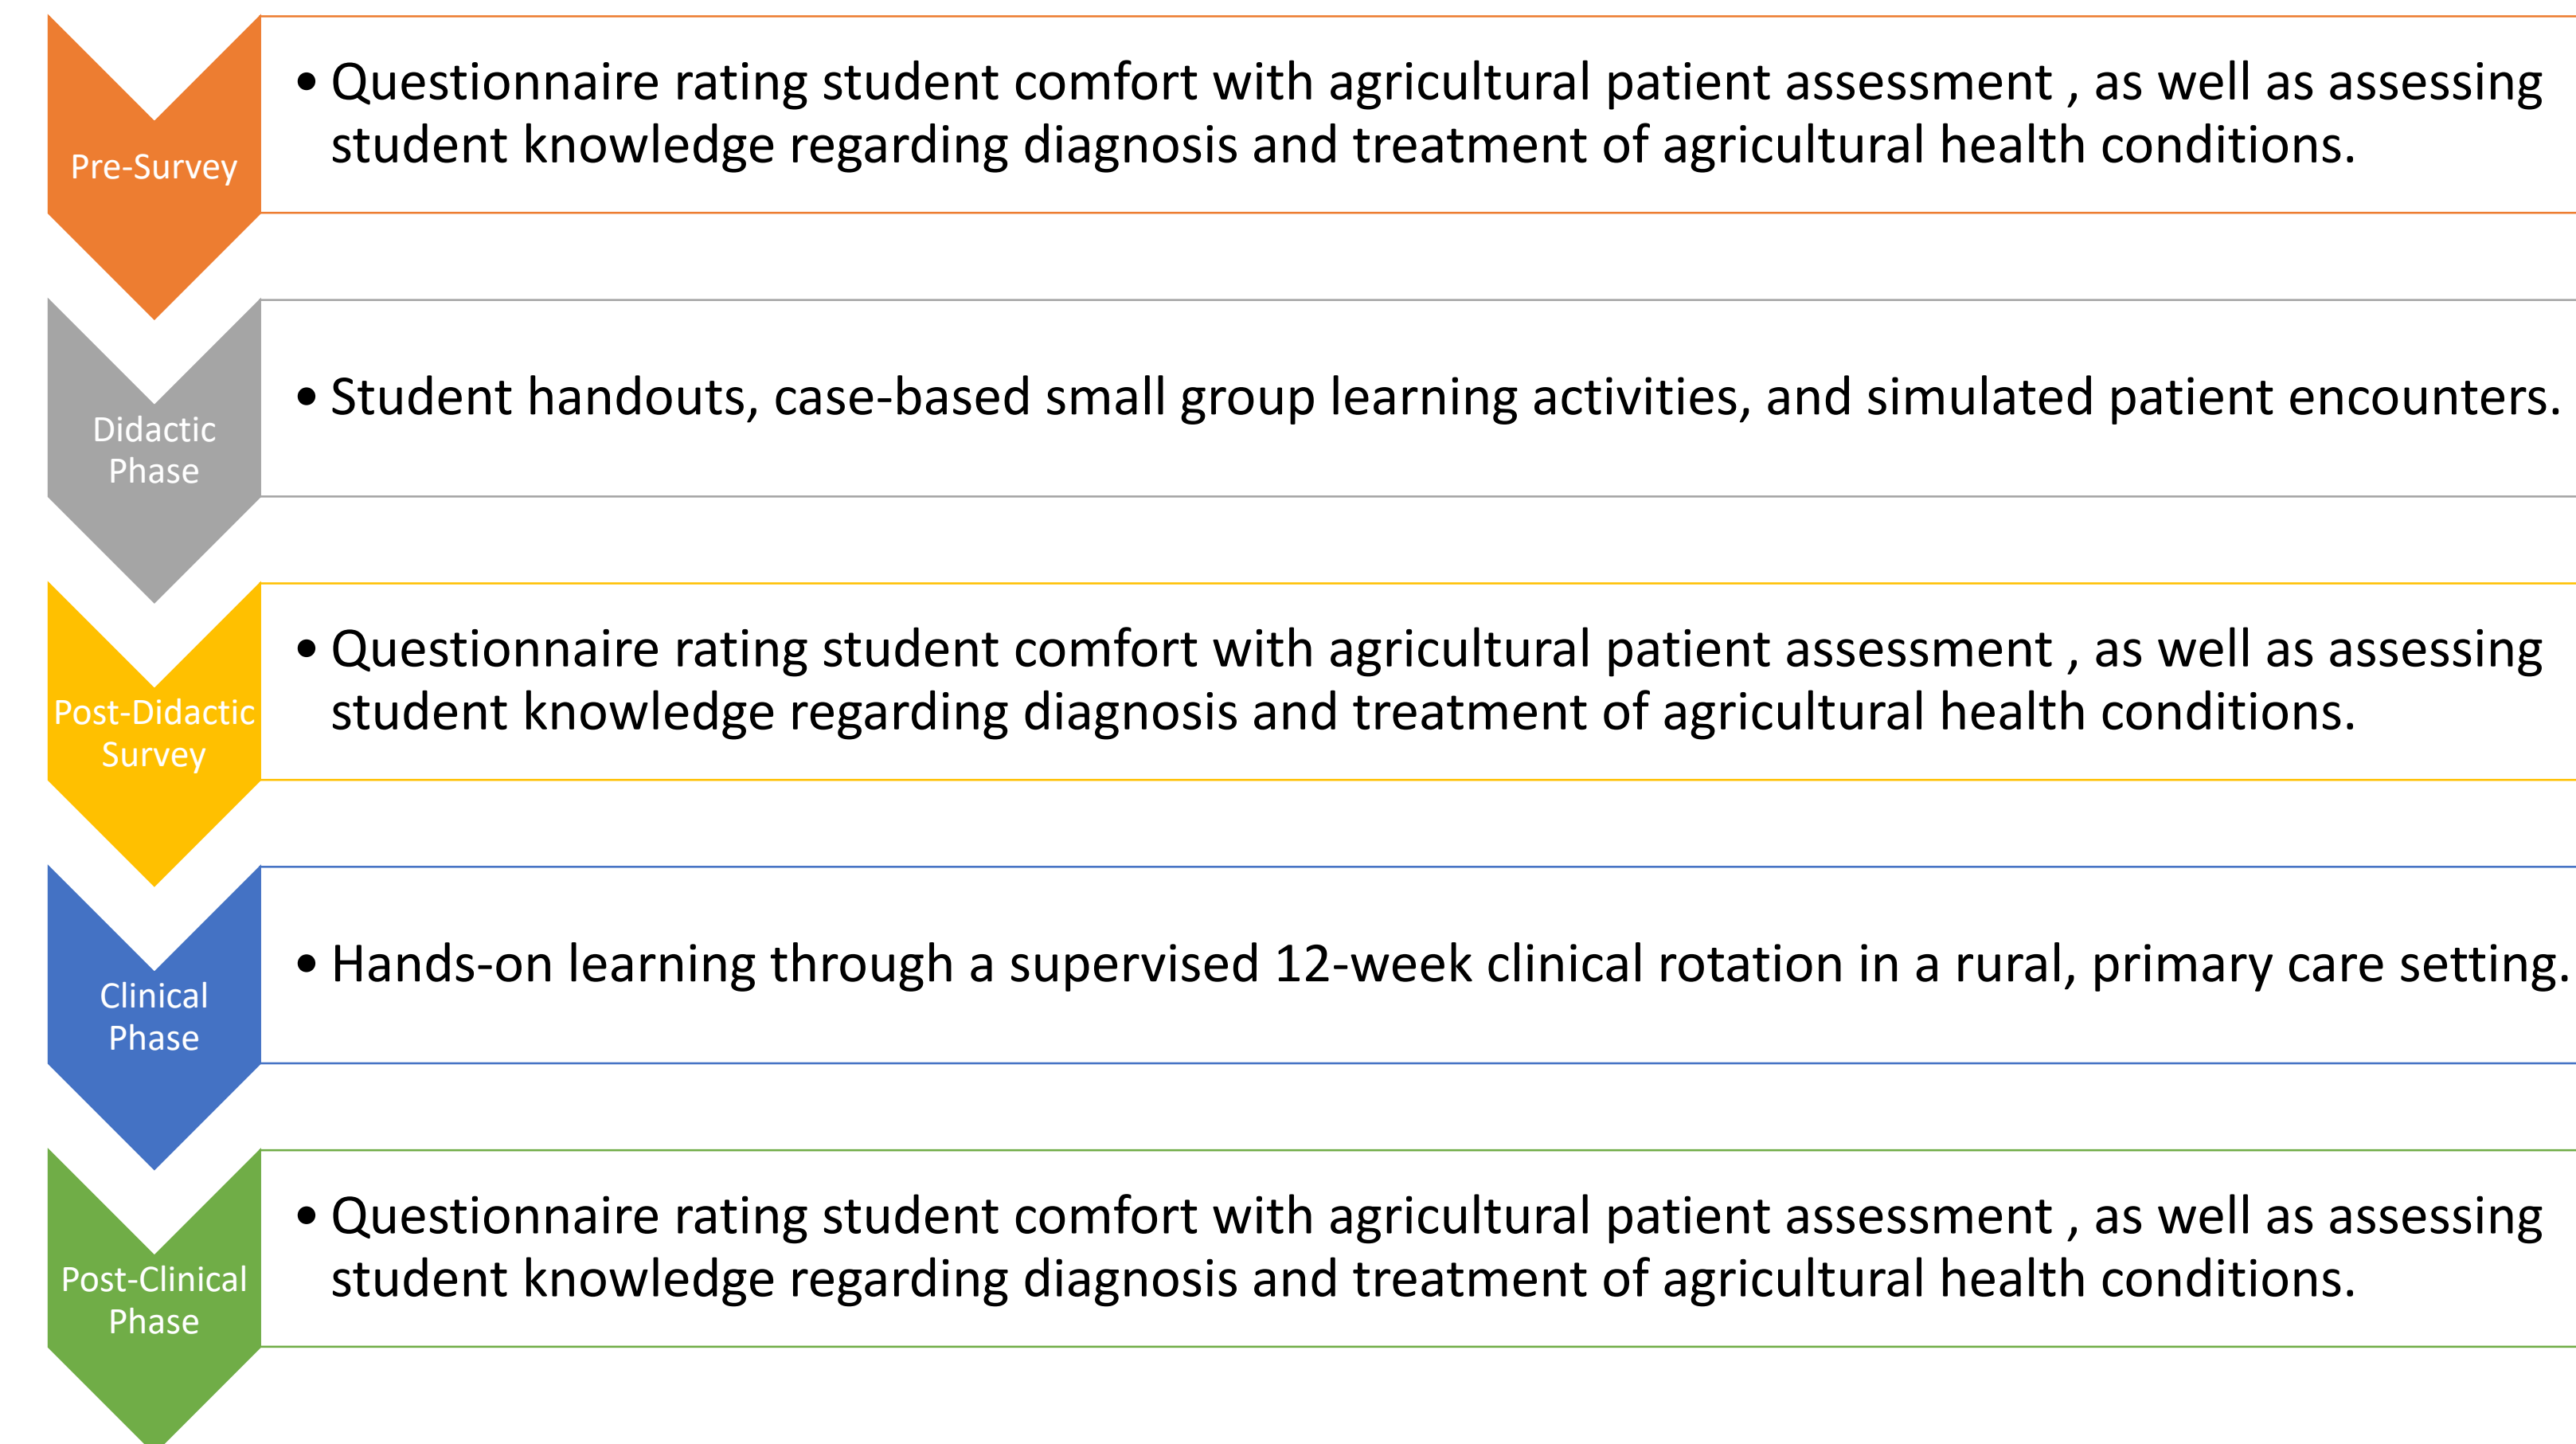 Pre-Survey
• Questionnaire rating student comfort with agricultural patient assessment , as well as assessing
student knowledge regarding diagnosis and treatment of agricultural health conditions.
Didactic
Phase
• Student handouts, case-based small group learning activities, and simulated patient encounters.
Post-Didactic
Survey
• Questionnaire rating student comfort with agricultural patient assessment , as well as assessing
student knowledge regarding diagnosis and treatment of agricultural health conditions.
Clinical
Phase
• Hands-on learning through a supervised 12-week clinical rotation in a rural, primary care setting.
Post-Clinical
Phase
• Questionnaire rating student comfort with agricultural patient assessment , as well as assessing
student knowledge regarding diagnosis and treatment of agricultural health conditions.